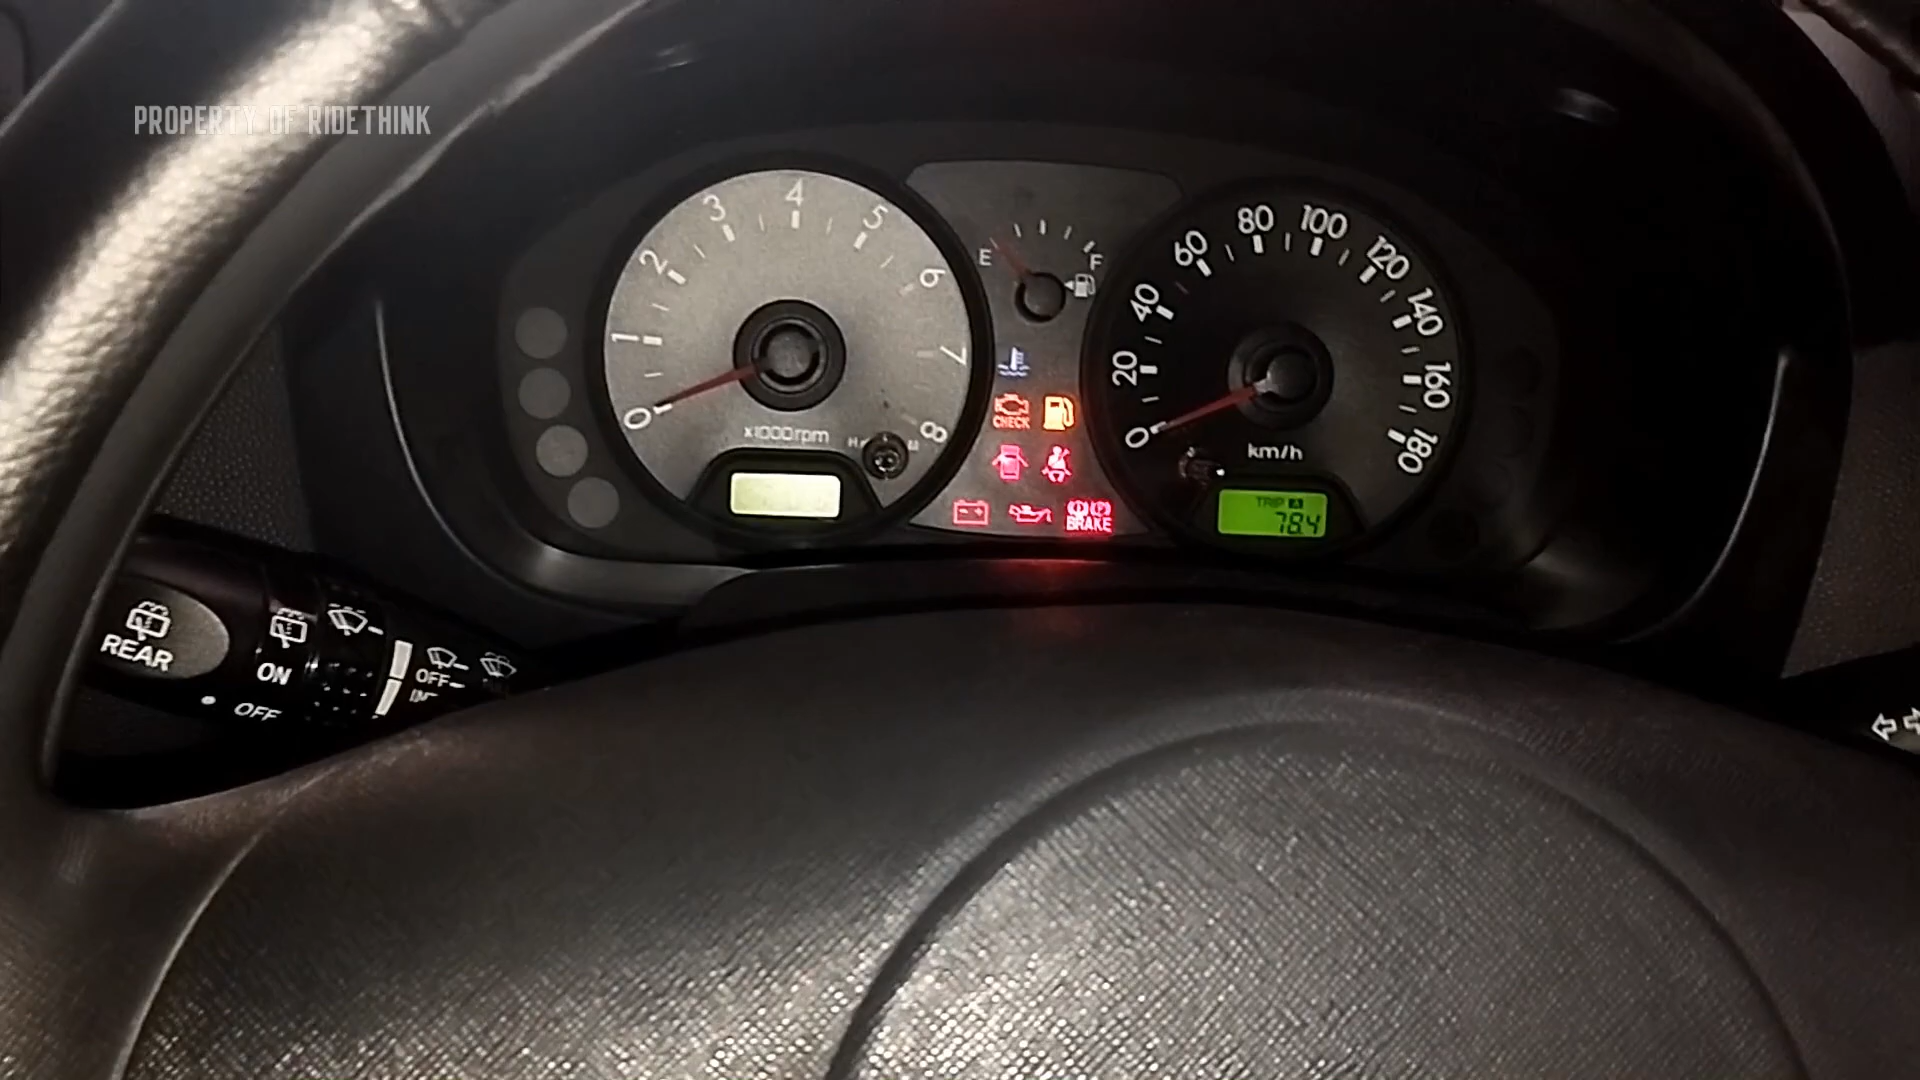 PROPERTY OF RIDETHINK
0 1 2 3 4 5 6 7 8
x1000rpm
H
E F
CHECK
BRAKE
0 20 40 60 80 100 120 140 160 180
km/h
TRIP A
78.4
REAR
ON
OFF
OFF
INT